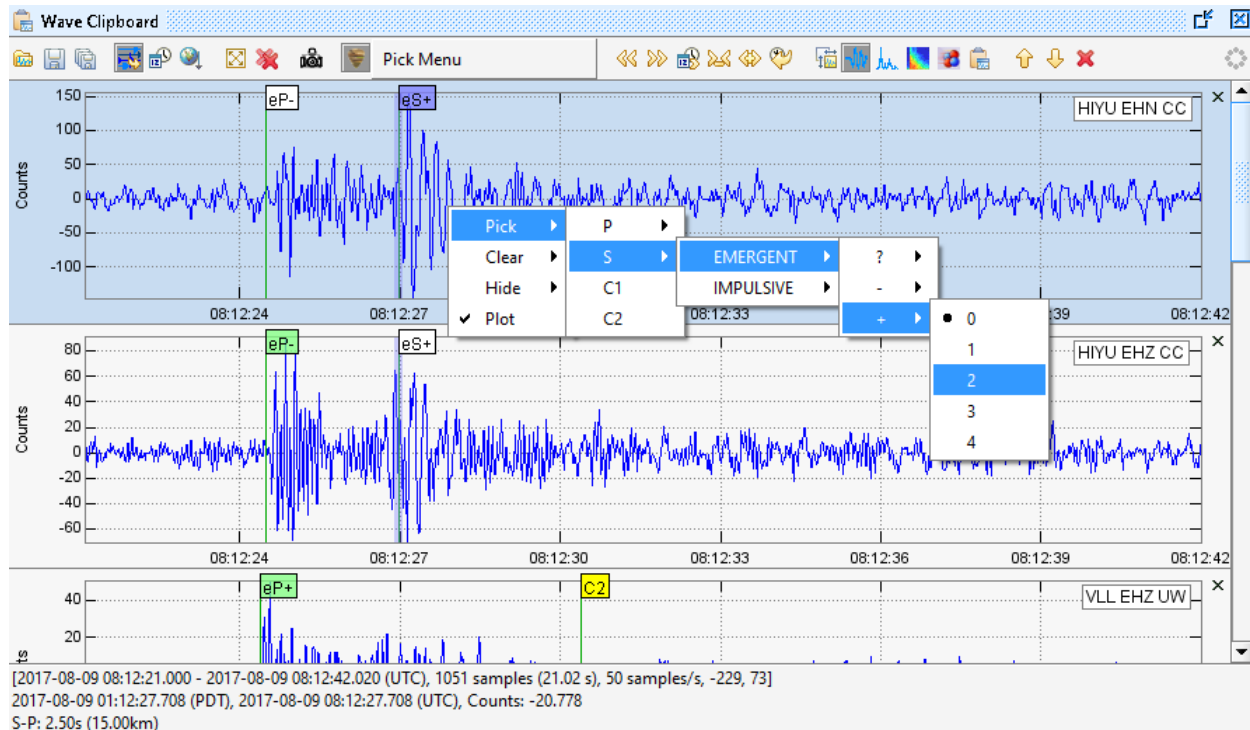 Wave Clipboard
Pick Menu
150
100
50
0
-50
-100
Counts
eP-
eS+
HIYU EHN CC
08:12:24
08:12:27
08:12:33
:39
08:12:42
Pick
Clear
Hide
Plot
P
S
C1
C2
EMERGENT
IMPULSIVE
?
-
+
0
1
2
3
4
80
60
40
20
0
-20
-40
-60
Counts
eP-
eS+
HIYU EHZ CC
08:12:24
08:12:27
08:12:30
08:12:33
08:12:36
08:12:39
08:12:42
40
20
ts
eP+
C2
VLL EHZ UW
[2017-08-09 08:12:21.000 - 2017-08-09 08:12:42.020 (UTC), 1051 samples (21.02 s), 50 samples/s, -229, 73]
2017-08-09 01:12:27.708 (PDT), 2017-08-09 08:12:27.708 (UTC), Counts: -20.778
S-P: 2.50s (15.00km)